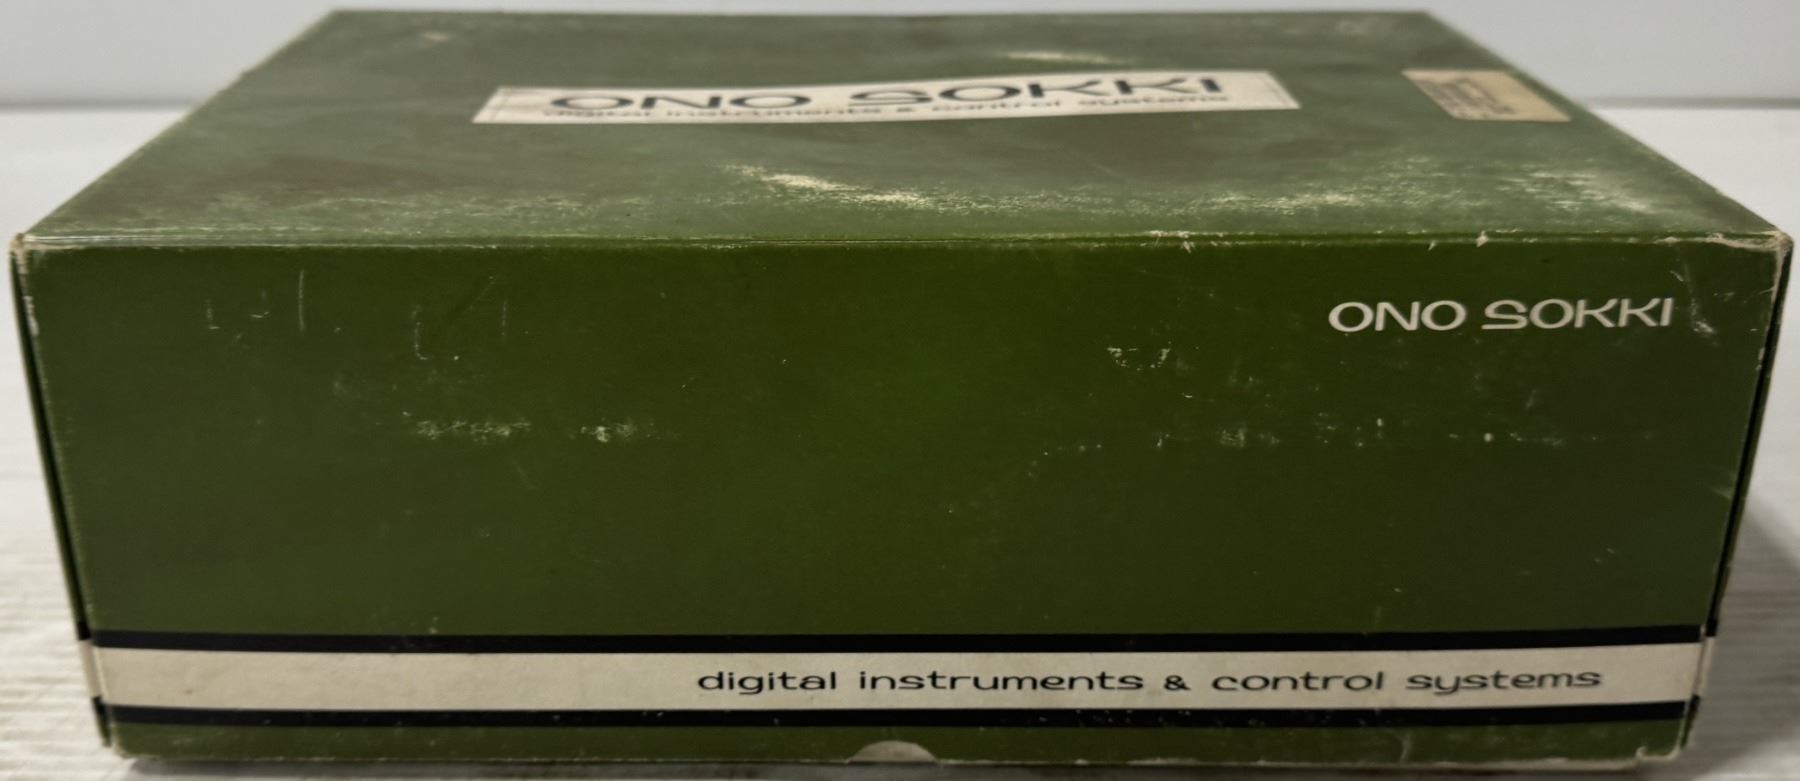 ONO SOKKI
digital instruments & control systems
ONO SOKKI
digital instruments & control systems